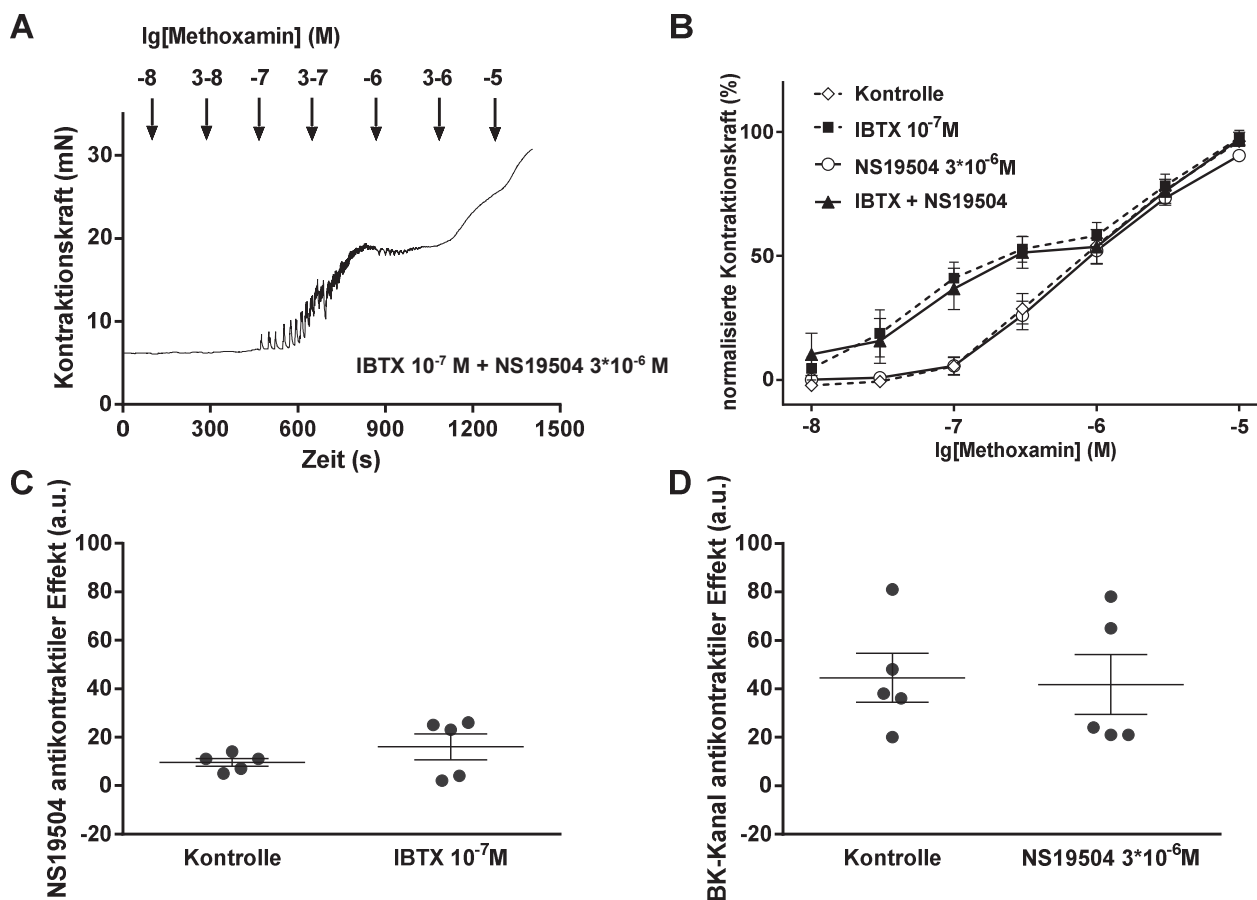 A
lg[Methoxamin] (M)
-8 3-8 -7 3-7 -6 3-6 -5
Kontraktionskraft (mN)
30
20
10
0
IBTX 10⁻⁷ M + NS19504 3*10⁻⁶ M
0 300 600 900 1200 1500
Zeit (s)
B
normalisierte Kontraktionskraft (%)
Kontrolle
IBTX 10⁻⁷M
NS19504 3*10⁻⁶M
IBTX + NS19504
100
50
0
-8 -7 -6 -5
lg[Methoxamin] (M)
C
NS19504 antikontraktiler Effekt (a.u.)
100
80
60
40
20
0
-20
Kontrolle IBTX 10⁻⁷M
D
BK-Kanal antikontraktiler Effekt (a.u.)
100
80
60
40
20
0
-20
Kontrolle NS19504 3*10⁻⁶M